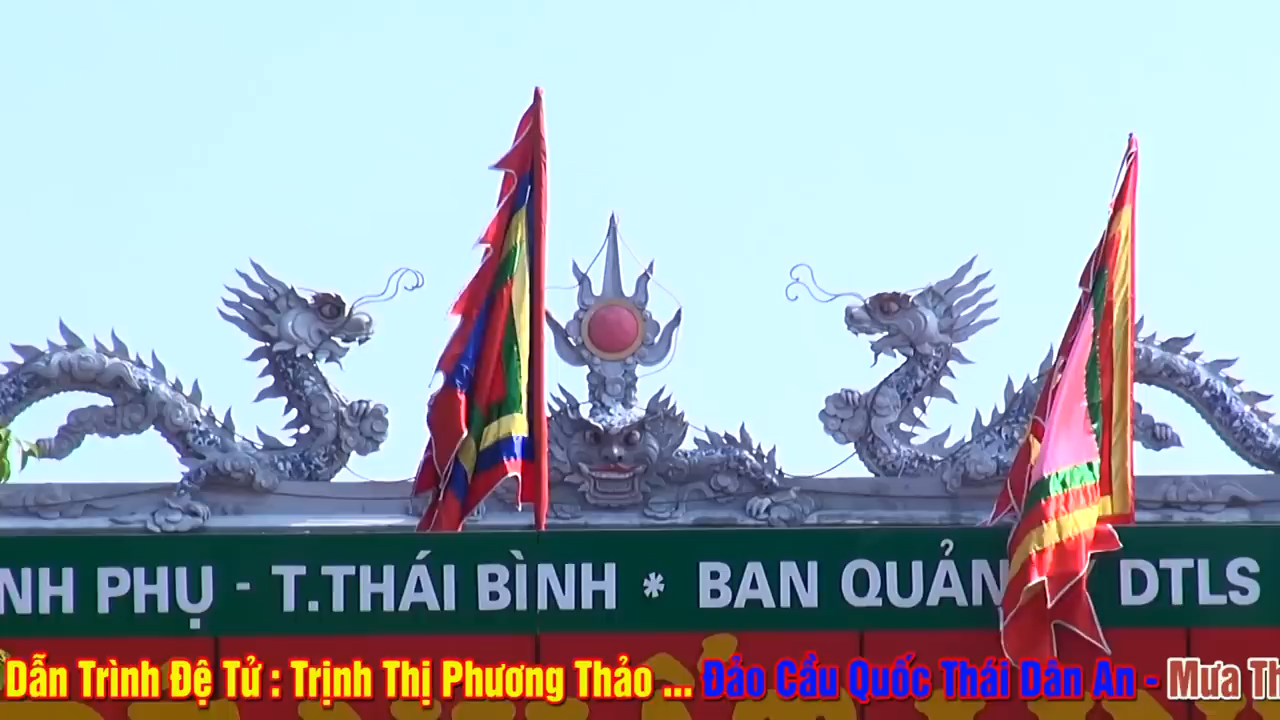 NH PHỤ - T.THÁI BÌNH * BAN QUẢN DTLS
Dẫn Trình Đệ Tử : Trịnh Thị Phương Thảo ... Đảo Cầu Quốc Thái Dân An - Mưa Th